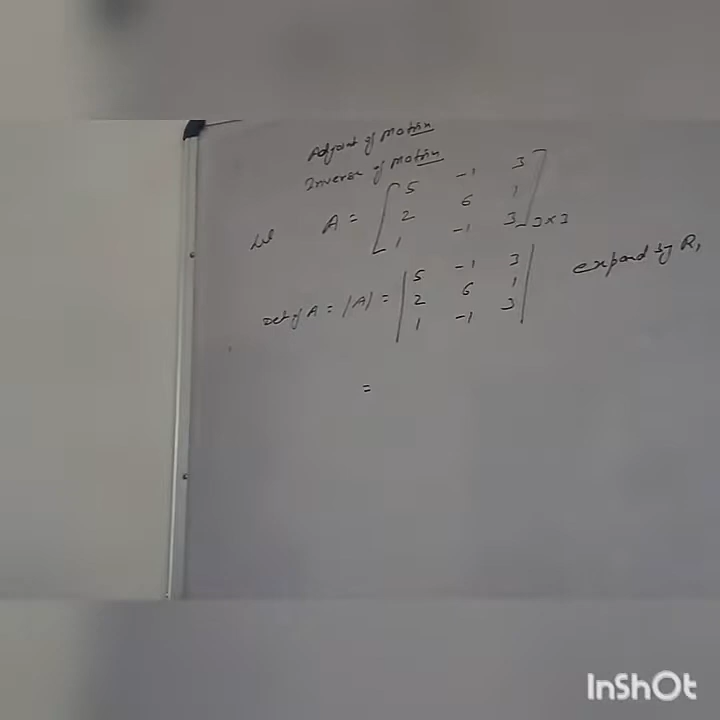 Adjoint of Matrix
Inverse of Matrix
Let A = [ 5 -1 3
2 6 1
1 -1 3 ] 3×3
Det of A = |A| = | 5 -1 3 | expand by R1
2 6 1
1 -1 3
=
InShOt